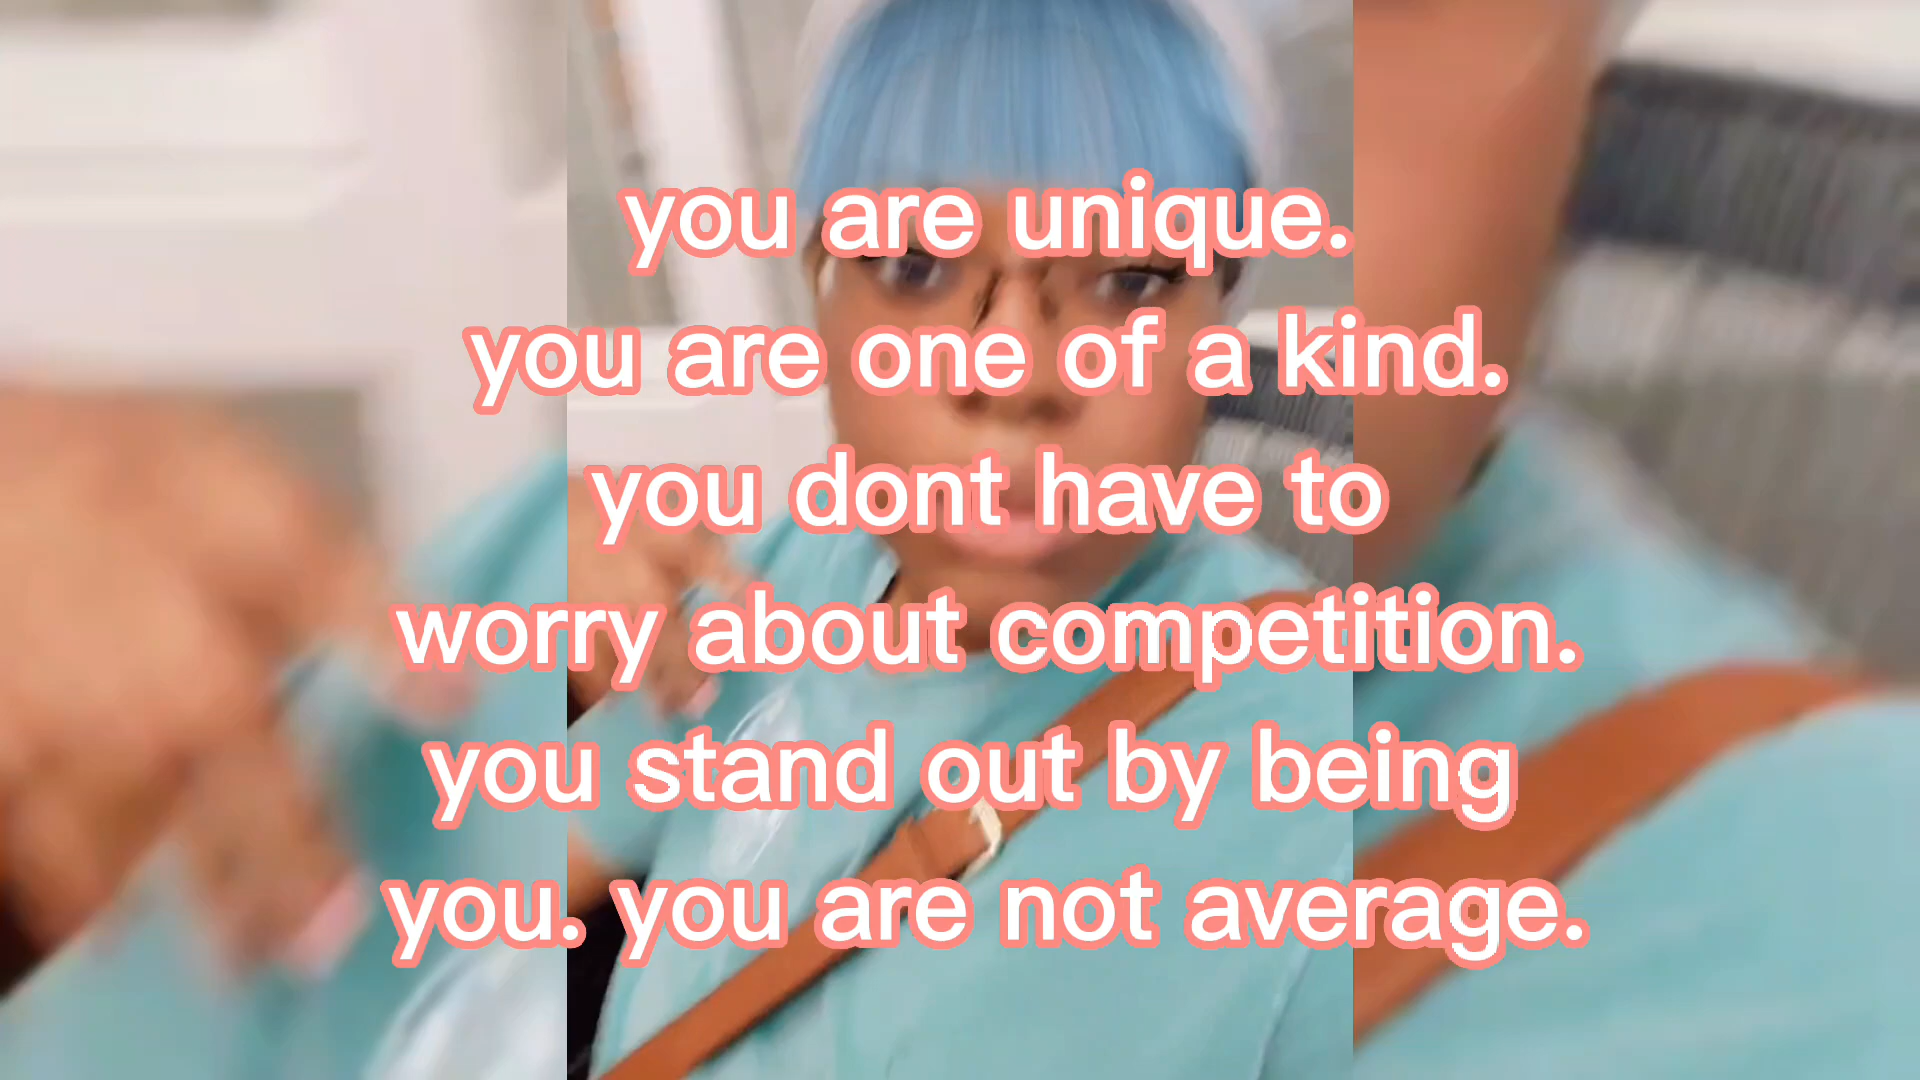 you are unique.
you are one of a kind.
you dont have to
worry about competition.
you stand out by being
you. you are not average.